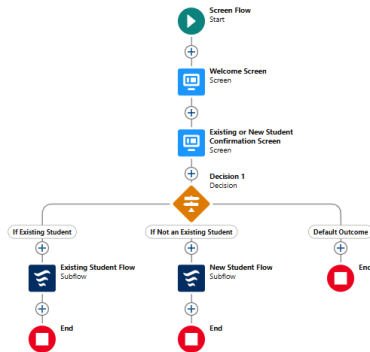 Screen Flow
Start
Welcome Screen
Screen
Existing or New Student
Confirmation Screen
Screen
Decision 1
Decision
If Existing Student
If Not an Existing Student
Default Outcome
Existing Student Flow
Subflow
New Student Flow
Subflow
End
End
End